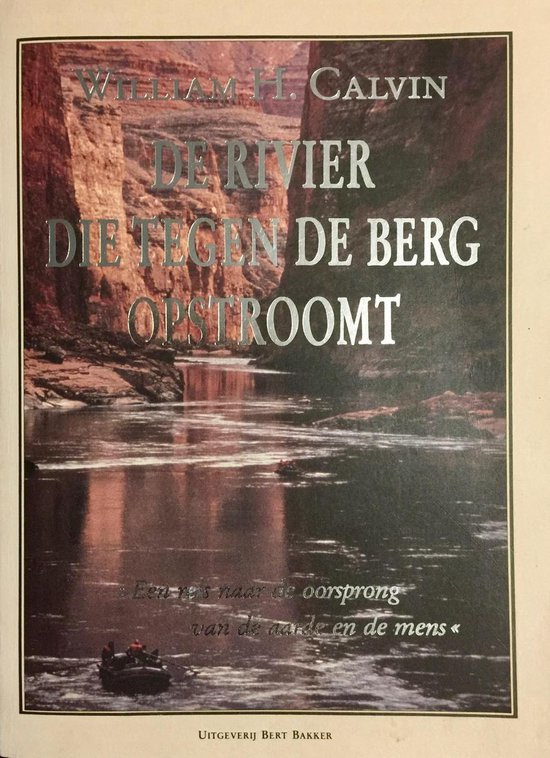 WILLIAM H. CALVIN
DE RIVIER
DIE TEGEN DE BERG
OPSTROOMT
»Een reis naar de oorsprong
van de aarde en de mens«
UITGEVERIJ BERT BAKKER